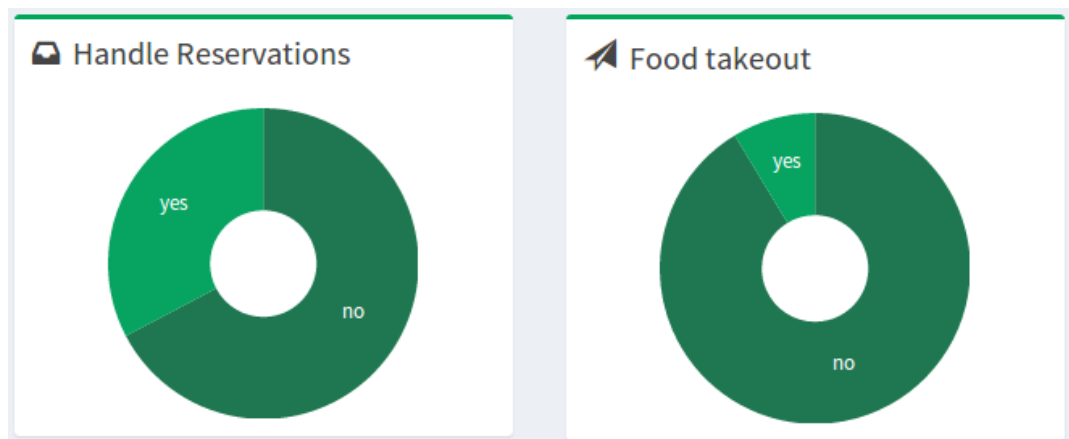 Handle Reservations
yes
no
Food takeout
yes
no